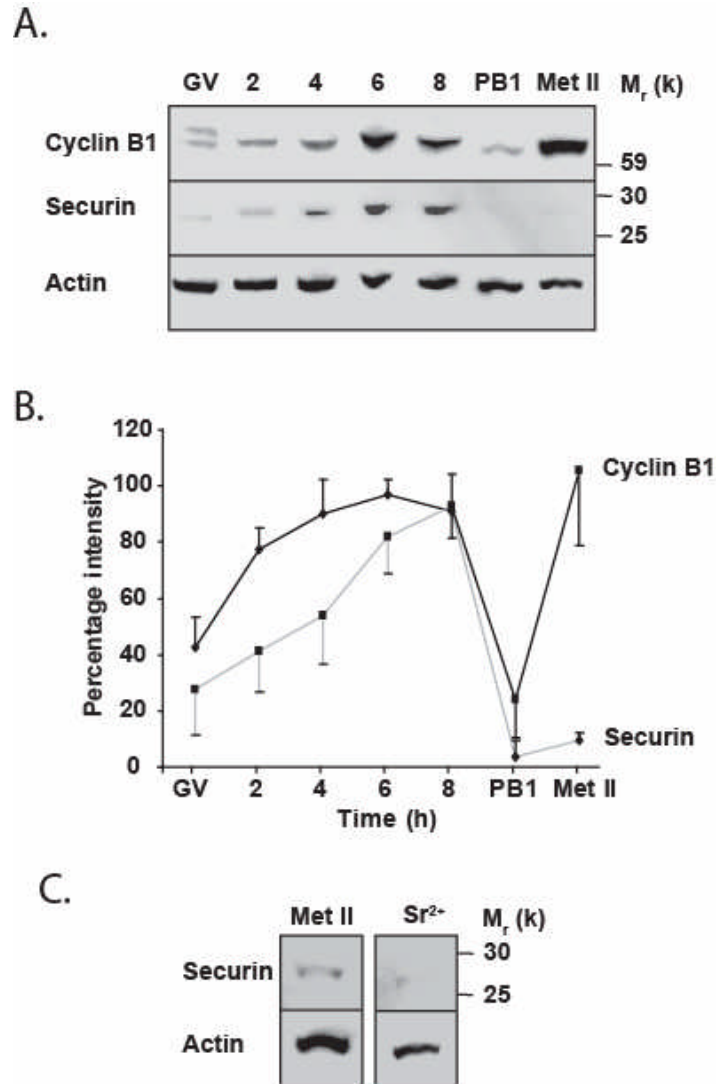 A.
GV 2 4 6 8 PB1 Met II Mr (k)
Cyclin B1
59
Securin
30
25
Actin
B.
120
100
80
60
40
20
0
Percentage intensity
Cyclin B1
Securin
GV 2 4 6 8 PB1 Met II
Time (h)
C.
Met II Sr²⁺ Mr (k)
Securin
30
25
Actin